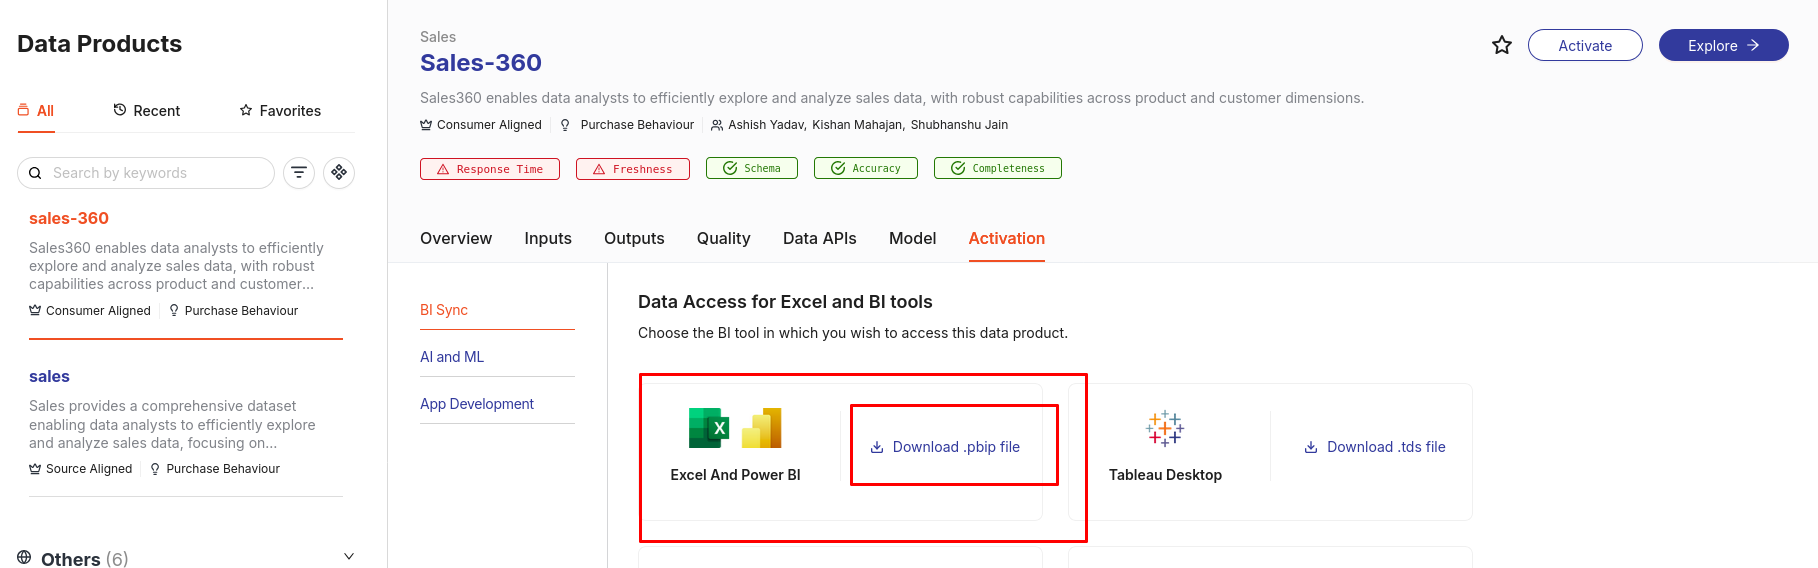 Data Products
All
Recent
Favorites
Search by keywords
sales-360
Sales360 enables data analysts to efficiently
explore and analyze sales data, with robust
capabilities across product and customer...
Consumer Aligned
Purchase Behaviour
sales
Sales provides a comprehensive dataset
enabling data analysts to efficiently explore
and analyze sales data, focusing on...
Source Aligned
Purchase Behaviour
Others (6)
Sales
Sales-360
Activate
Explore
Sales360 enables data analysts to efficiently explore and analyze sales data, with robust capabilities across product and customer dimensions.
Consumer Aligned
Purchase Behaviour
Ashish Yadav, Kishan Mahajan, Shubhanshu Jain
Response Time
Freshness
Schema
Accuracy
Completeness
Overview
Inputs
Outputs
Quality
Data APIs
Model
Activation
BI Sync
AI and ML
App Development
Data Access for Excel and BI tools
Choose the BI tool in which you wish to access this data product.
X
Excel And Power BI
Download .pbip file
Tableau Desktop
Download .tds file